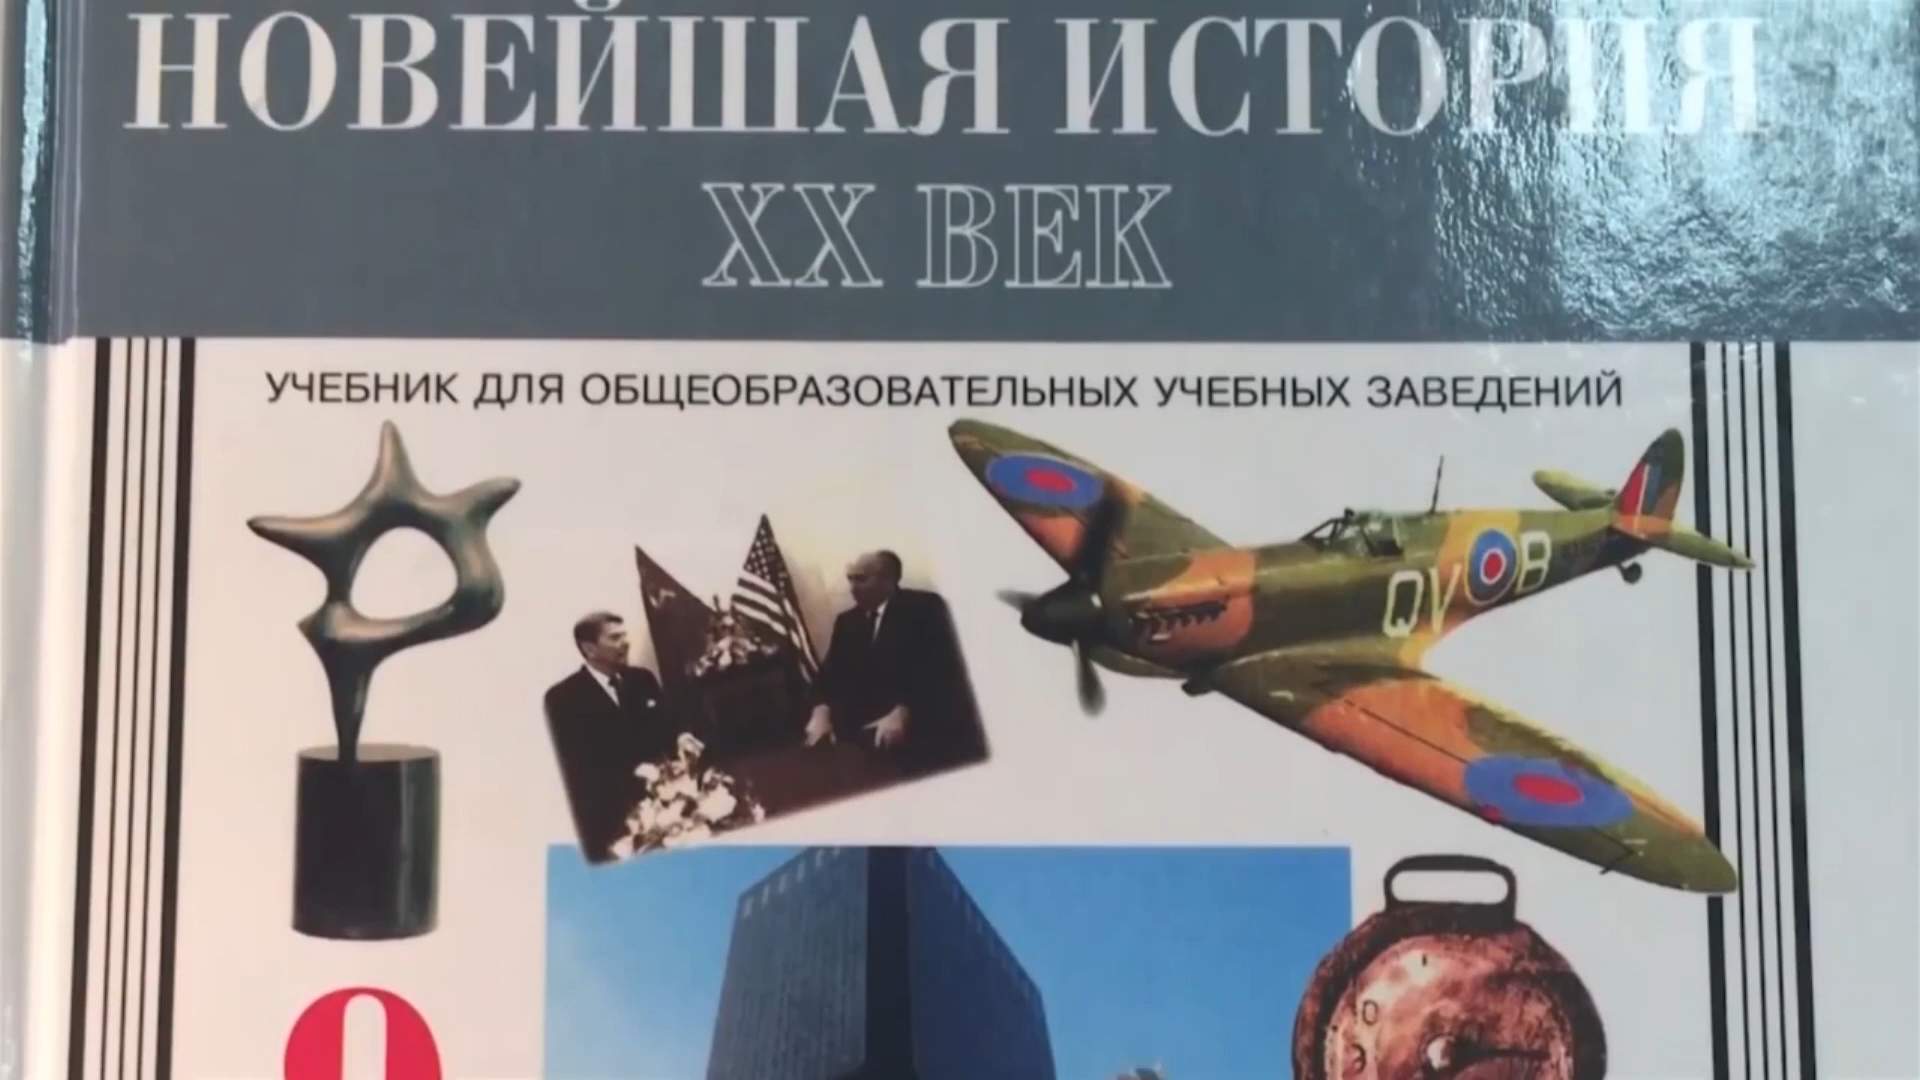 НОВЕЙШАЯ ИСТОРИЯ
XX ВЕК
УЧЕБНИК ДЛЯ ОБЩЕОБРАЗОВАТЕЛЬНЫХ УЧЕБНЫХ ЗАВЕДЕНИЙ
QV B